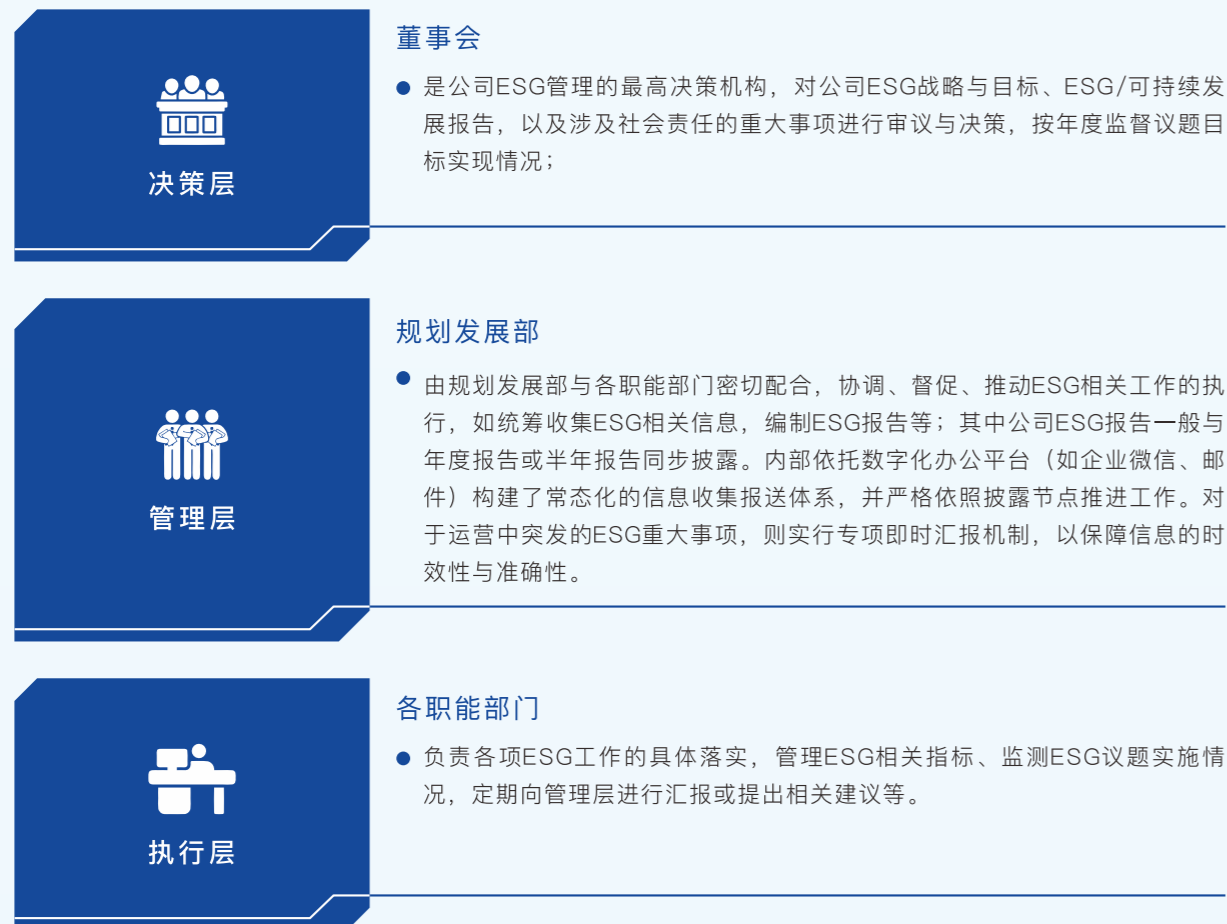 决策层
董事会
是公司ESG管理的最高决策机构，对公司ESG战略与目标、ESG/可持续发
展报告，以及涉及社会责任的重大事项进行审议与决策，按年度监督议题目
标实现情况；
管理层
规划发展部
由规划发展部与各职能部门密切配合，协调、督促、推动ESG相关工作的执
行，如统筹收集ESG相关信息，编制ESG报告等；其中公司ESG报告一般与
年度报告或半年报告同步披露。内部依托数字化办公平台（如企业微信、邮
件）构建了常态化的信息收集报送体系，并严格依照披露节点推进工作。对
于运营中突发的ESG重大事项，则实行专项即时汇报机制，以保障信息的时
效性与准确性。
执行层
各职能部门
负责各项ESG工作的具体落实，管理ESG相关指标、监测ESG议题实施情
况，定期向管理层进行汇报或提出相关建议等。